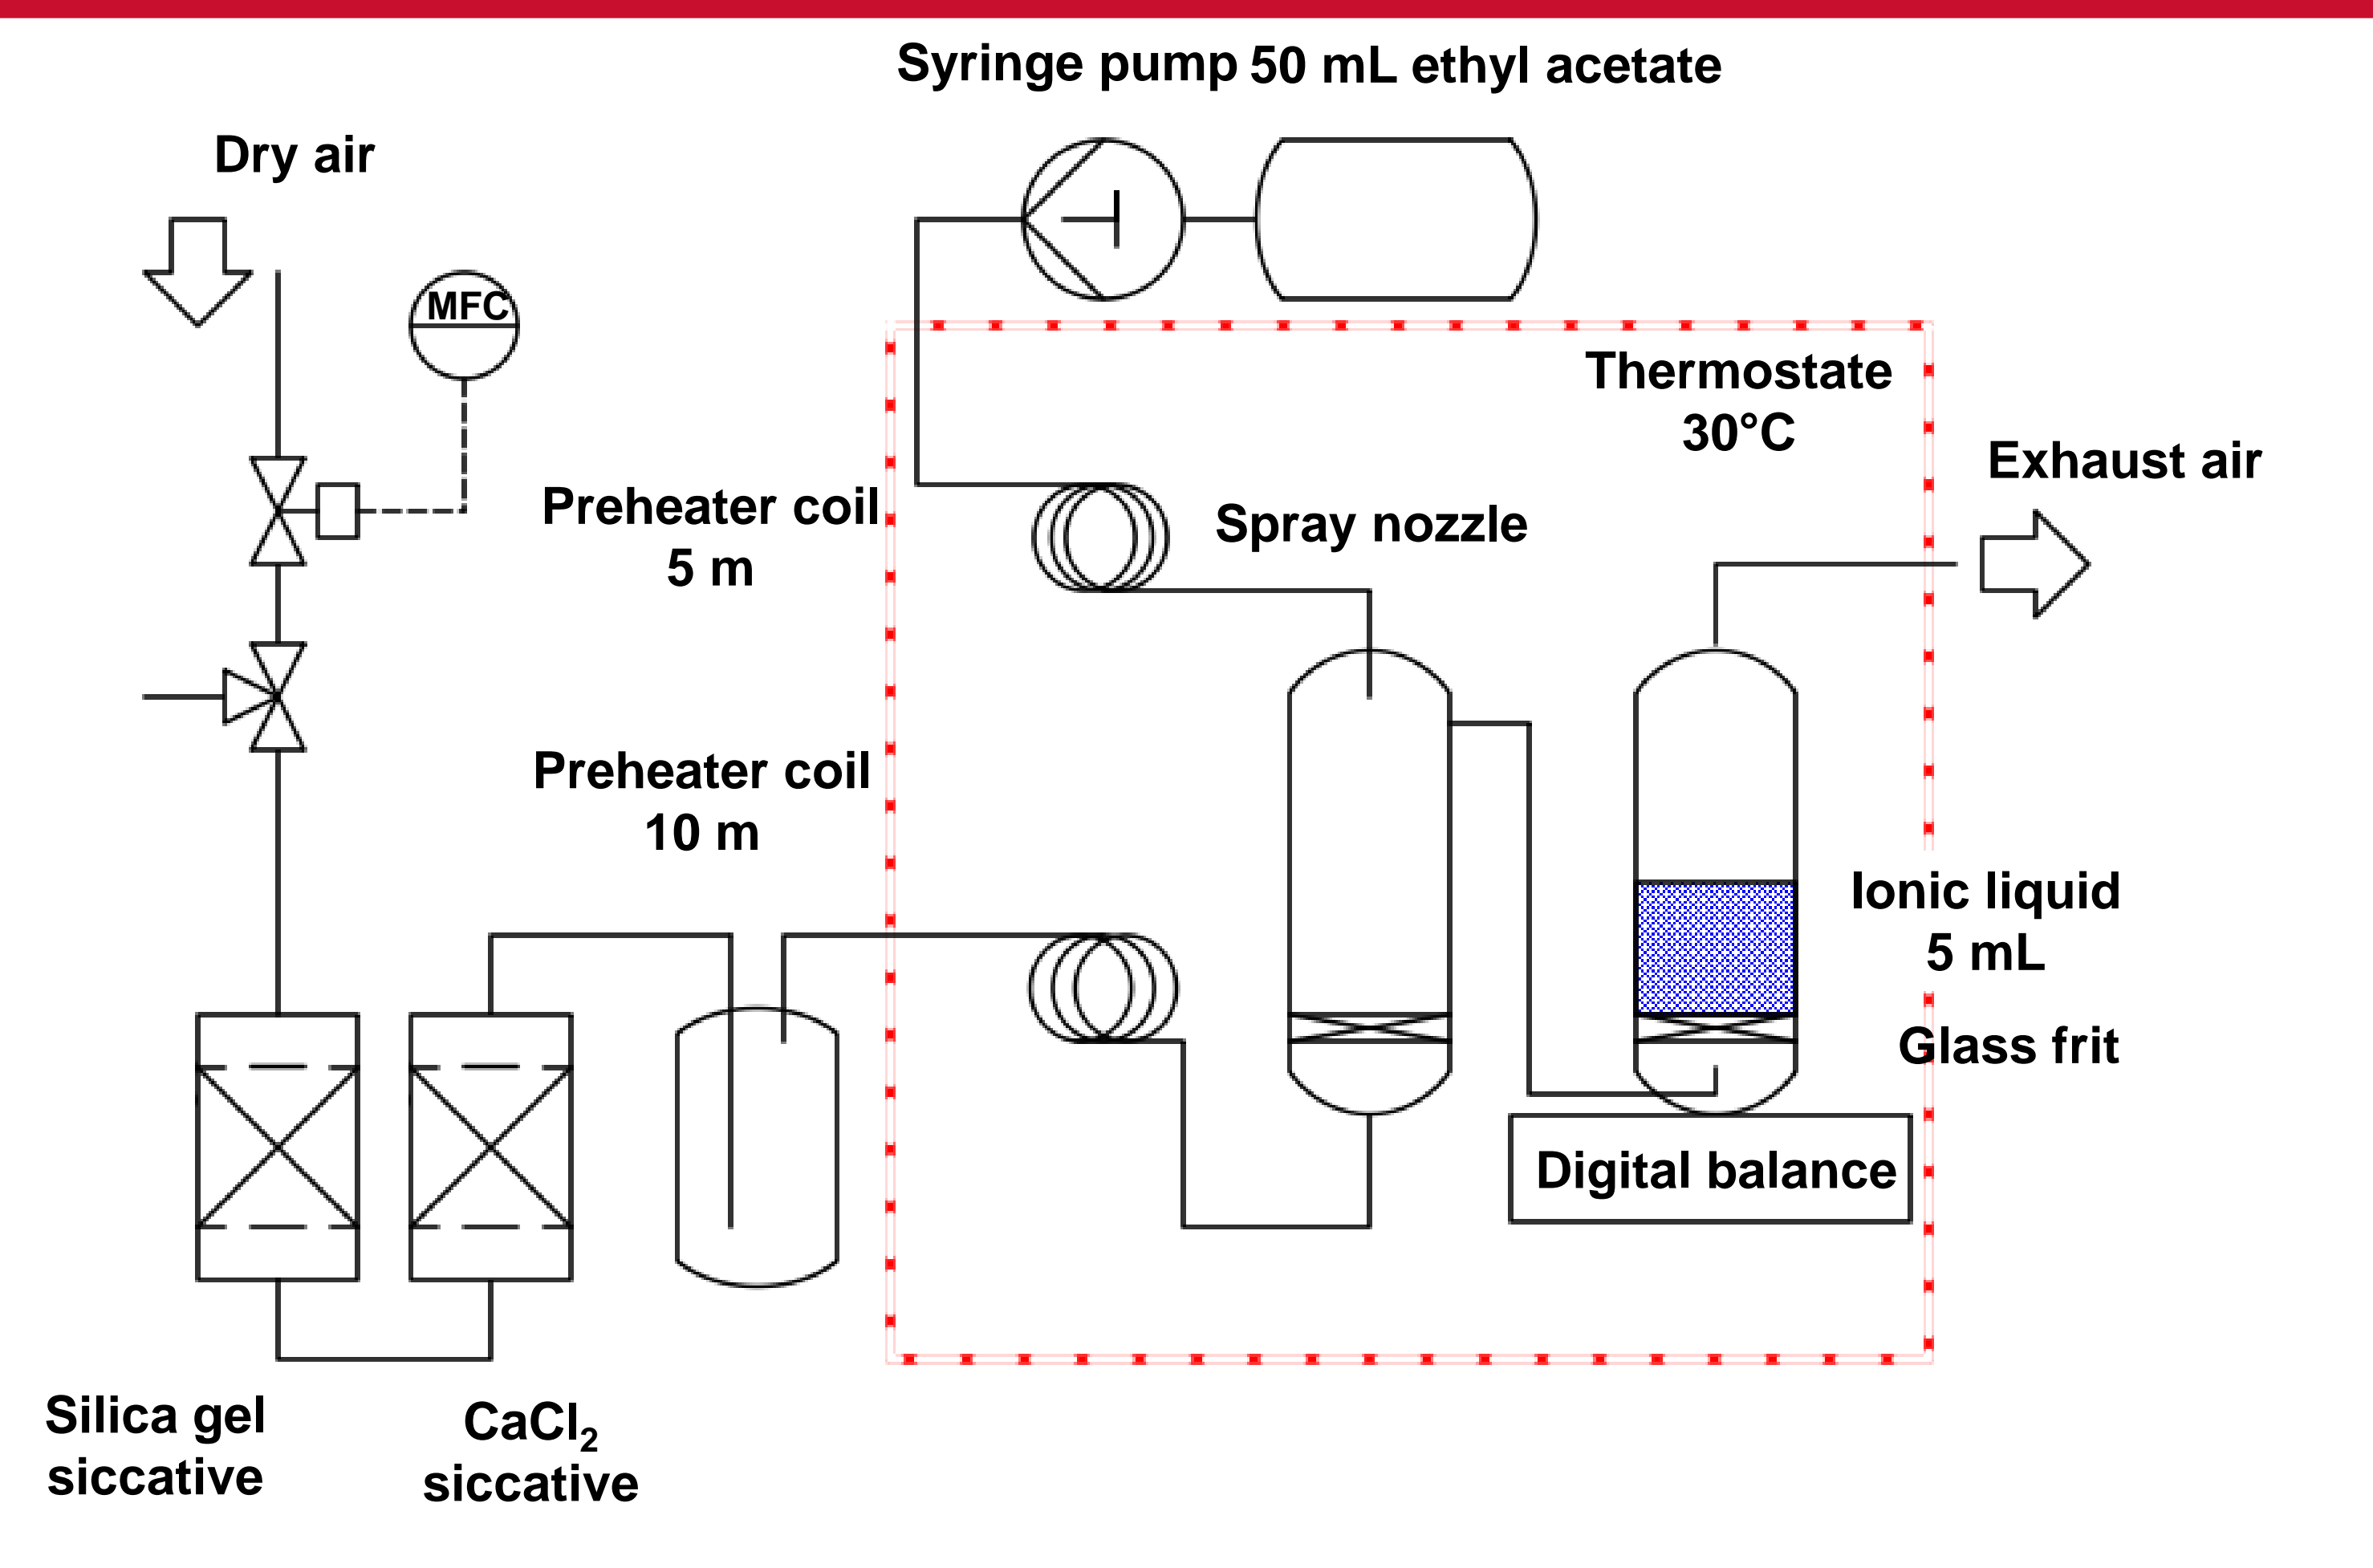 Syringe pump 50 mL ethyl acetate
Dry air
MFC
Thermostate
30°C
Exhaust air
Preheater coil
5 m
Spray nozzle
Preheater coil
10 m
Ionic liquid
5 mL
Glass frit
Digital balance
Silica gel
siccative
CaCl₂
siccative